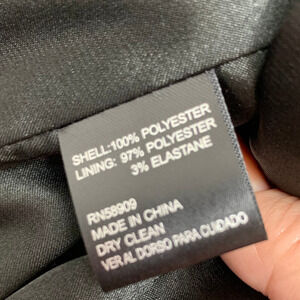 SHELL:100% POLYESTER
LINING: 97% POLYESTER
3% ELASTANE
RN58909
MADE IN CHINA
DRY CLEAN
VER AL DORSO PARA CUIDADO